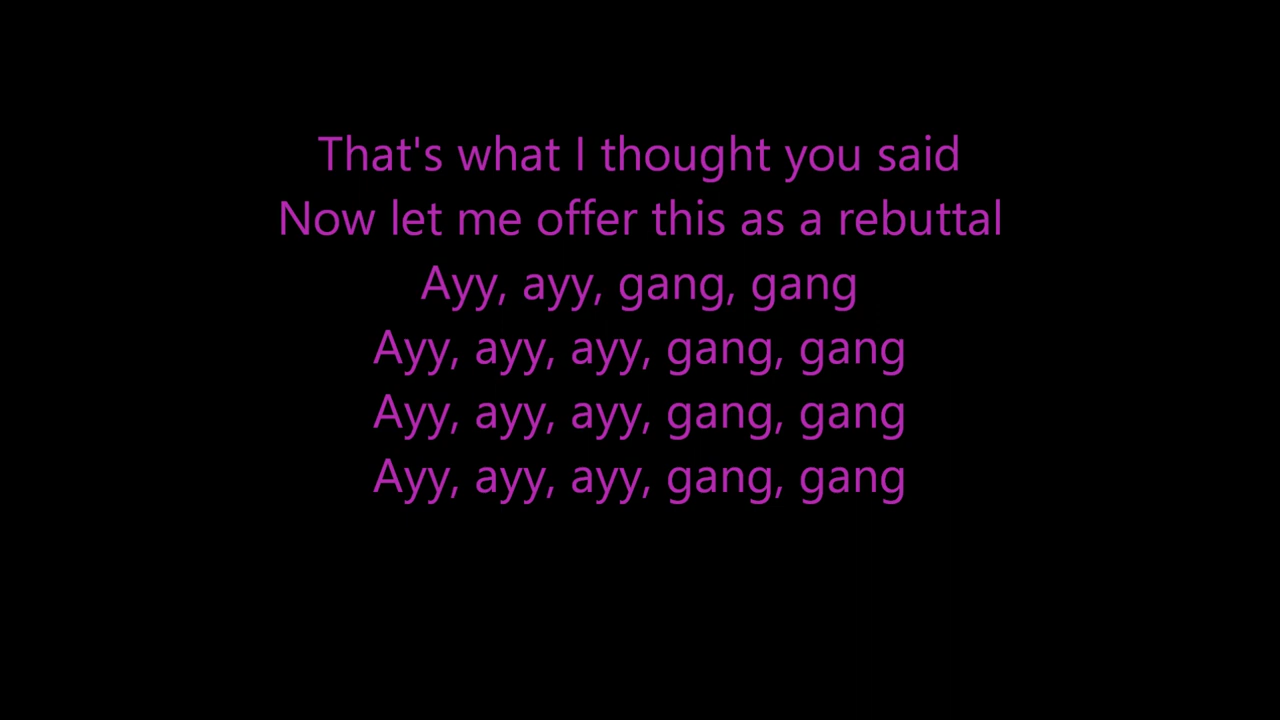 That's what I thought you said
Now let me offer this as a rebuttal
Ayy, ayy, gang, gang
Ayy, ayy, ayy, gang, gang
Ayy, ayy, ayy, gang, gang
Ayy, ayy, ayy, gang, gang